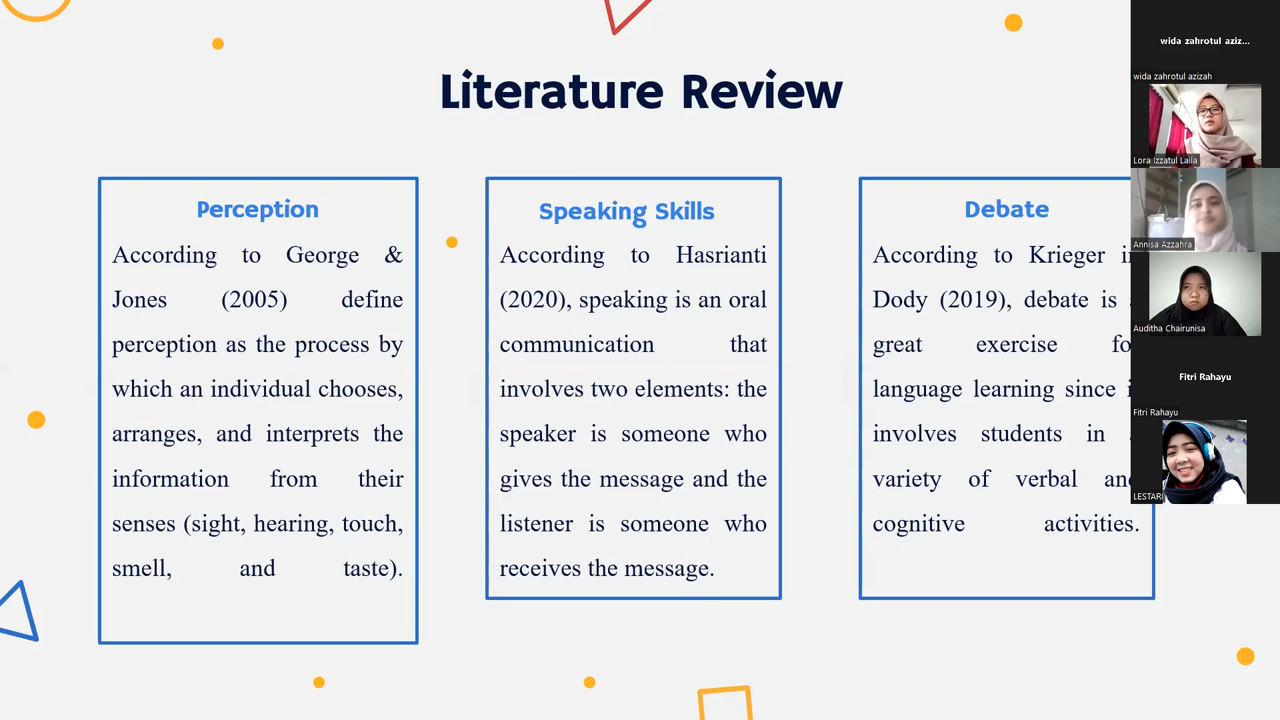 Literature Review
Perception
According to George &
Jones (2005) define
perception as the process by
which an individual chooses,
arranges, and interprets the
information from their
senses (sight, hearing, touch,
smell, and taste).
Speaking Skills
According to Hasrianti
(2020), speaking is an oral
communication that
involves two elements: the
speaker is someone who
gives the message and the
listener is someone who
receives the message.
Debate
According to Krieger
Dody (2019), debate is
great exercise
language learning since
involves students in
variety of verbal
cognitive activities.
wida zahrotul aziz...
wida zahrotul azizah
Lora Izzatul Laila
Annisa Azzahra
Auditha Chairunisa
Fitri Rahayu
Fitri Rahayu
LESTARI